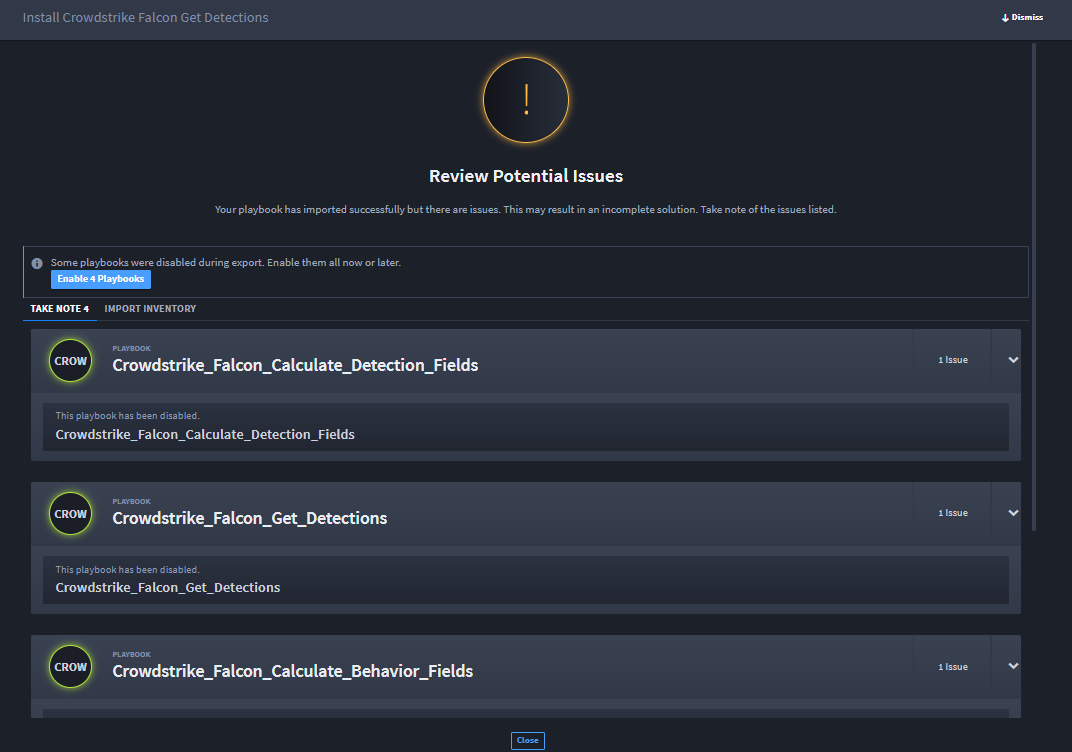 Install Crowdstrike Falcon Get Detections
Dismiss
!
Review Potential Issues
Your playbook has imported successfully but there are issues. This may result in an incomplete solution. Take note of the issues listed.
Some playbooks were disabled during export. Enable them all now or later.
Enable 4 Playbooks
TAKE NOTE 4 IMPORT INVENTORY
CROW
PLAYBOOK
Crowdstrike_Falcon_Calculate_Detection_Fields
1 Issue
This playbook has been disabled.
Crowdstrike_Falcon_Calculate_Detection_Fields
CROW
PLAYBOOK
Crowdstrike_Falcon_Get_Detections
1 Issue
This playbook has been disabled.
Crowdstrike_Falcon_Get_Detections
CROW
PLAYBOOK
Crowdstrike_Falcon_Calculate_Behavior_Fields
1 Issue
Close